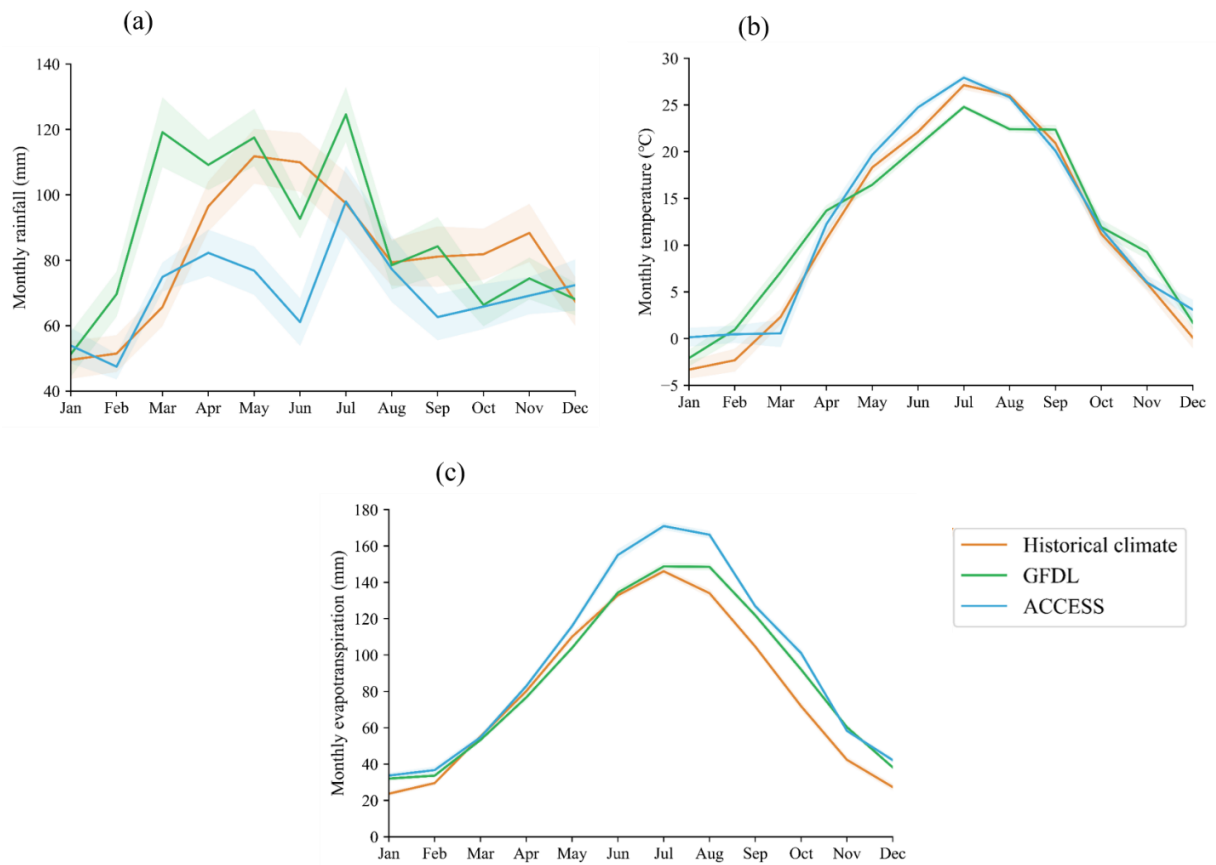 (a)
(b)
140
120
100
80
60
40
Monthly rainfall (mm)
Jan Feb Mar Apr May Jun Jul Aug Sep Oct Nov Dec
30
25
20
15
10
5
0
−5
Monthly temperature (℃)
Jan Feb Mar Apr May Jun Jul Aug Sep Oct Nov Dec
(c)
180
160
140
120
100
80
60
40
20
0
Monthly evapotranspiration (mm)
Jan Feb Mar Apr May Jun Jul Aug Sep Oct Nov Dec
Historical climate
GFDL
ACCESS